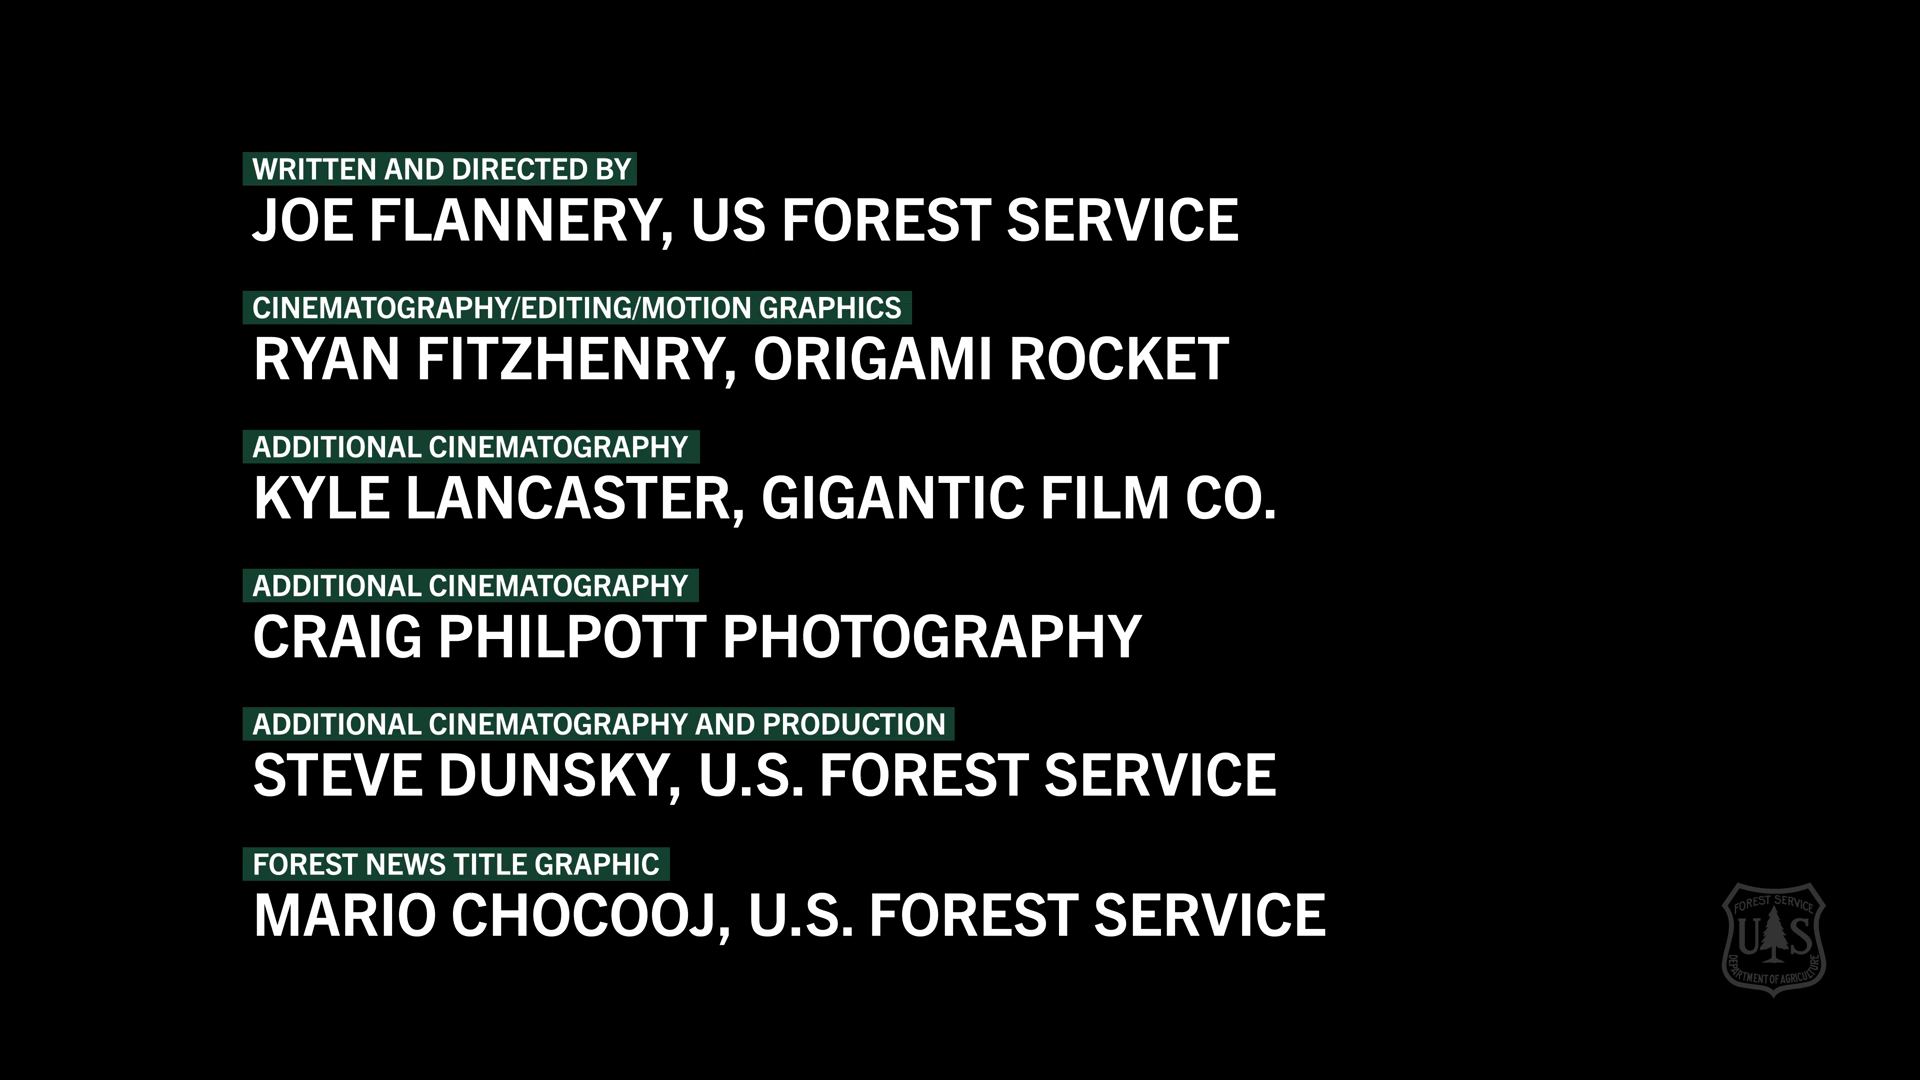 WRITTEN AND DIRECTED BY
JOE FLANNERY, US FOREST SERVICE
CINEMATOGRAPHY/EDITING/MOTION GRAPHICS
RYAN FITZHENRY, ORIGAMI ROCKET
ADDITIONAL CINEMATOGRAPHY
KYLE LANCASTER, GIGANTIC FILM CO.
ADDITIONAL CINEMATOGRAPHY
CRAIG PHILPOTT PHOTOGRAPHY
ADDITIONAL CINEMATOGRAPHY AND PRODUCTION
STEVE DUNSKY, U.S. FOREST SERVICE
FOREST NEWS TITLE GRAPHIC
MARIO CHOCOOJ, U.S. FOREST SERVICE
FOREST SERVICE
US
DEPARTMENT OF AGRICULTURE